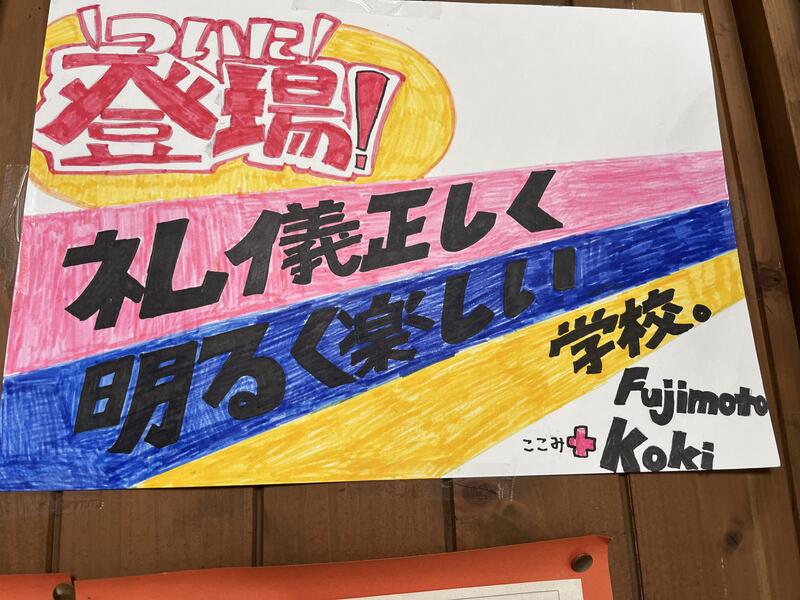 ついに
登場!
礼儀正しく
明るく楽しい
学校。
Fujimoto
ここみ
Koki